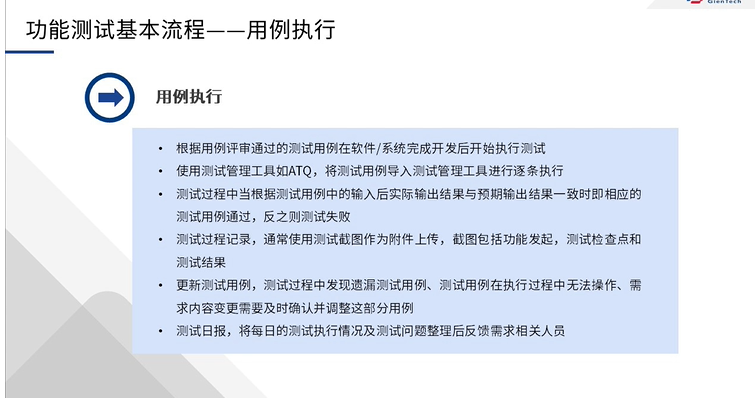 GienTech
功能测试基本流程——用例执行
用例执行
• 根据用例评审通过的测试用例在软件/系统完成开发后开始执行测试
• 使用测试管理工具如ATQ，将测试用例导入测试管理工具进行逐条执行
• 测试过程中当根据测试用例中的输入后实际输出结果与预期输出结果一致时即相应的
测试用例通过，反之则测试失败
• 测试过程记录，通常使用测试截图作为附件上传，截图包括功能发起，测试检查点和
测试结果
• 更新测试用例，测试过程中发现遗漏测试用例、测试用例在执行过程中无法操作、需
求内容变更需要及时确认并调整这部分用例
• 测试日报，将每日的测试执行情况及测试问题整理后反馈需求相关人员